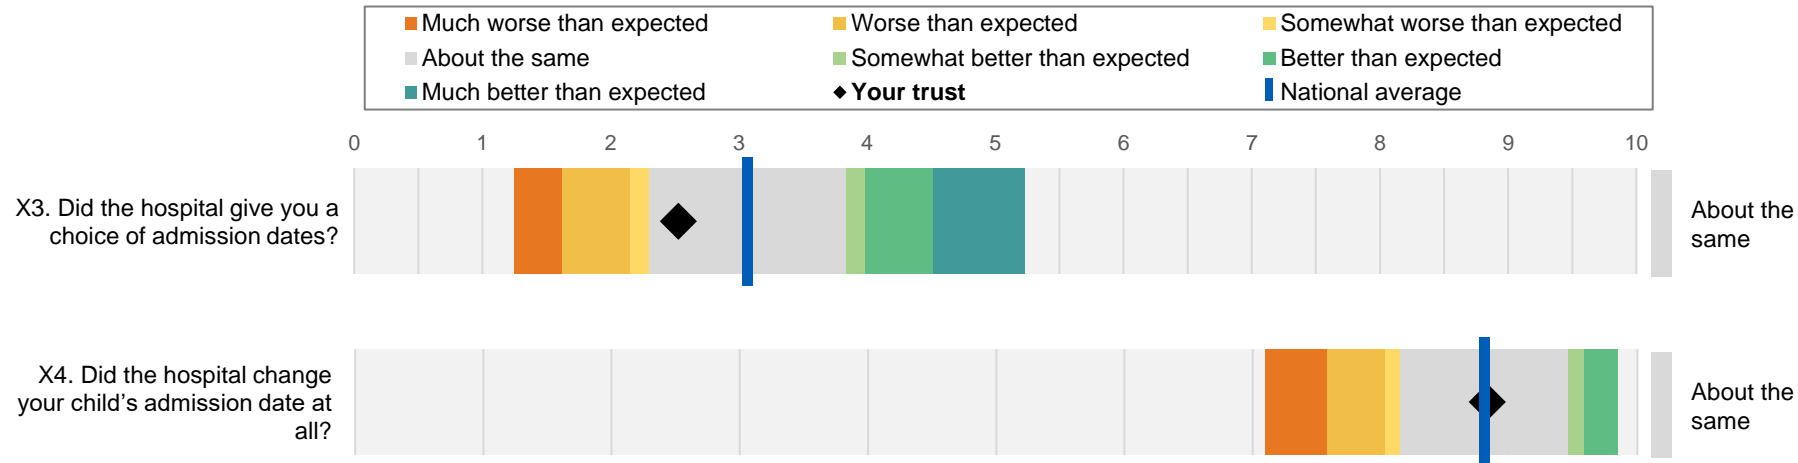 Much worse than expected
Worse than expected
Somewhat worse than expected
About the same
Somewhat better than expected
Better than expected
Much better than expected
Your trust
National average
0 1 2 3 4 5 6 7 8 9 10
X3. Did the hospital give you a
choice of admission dates?
About the
same
X4. Did the hospital change
your child’s admission date at
all?
About the
same